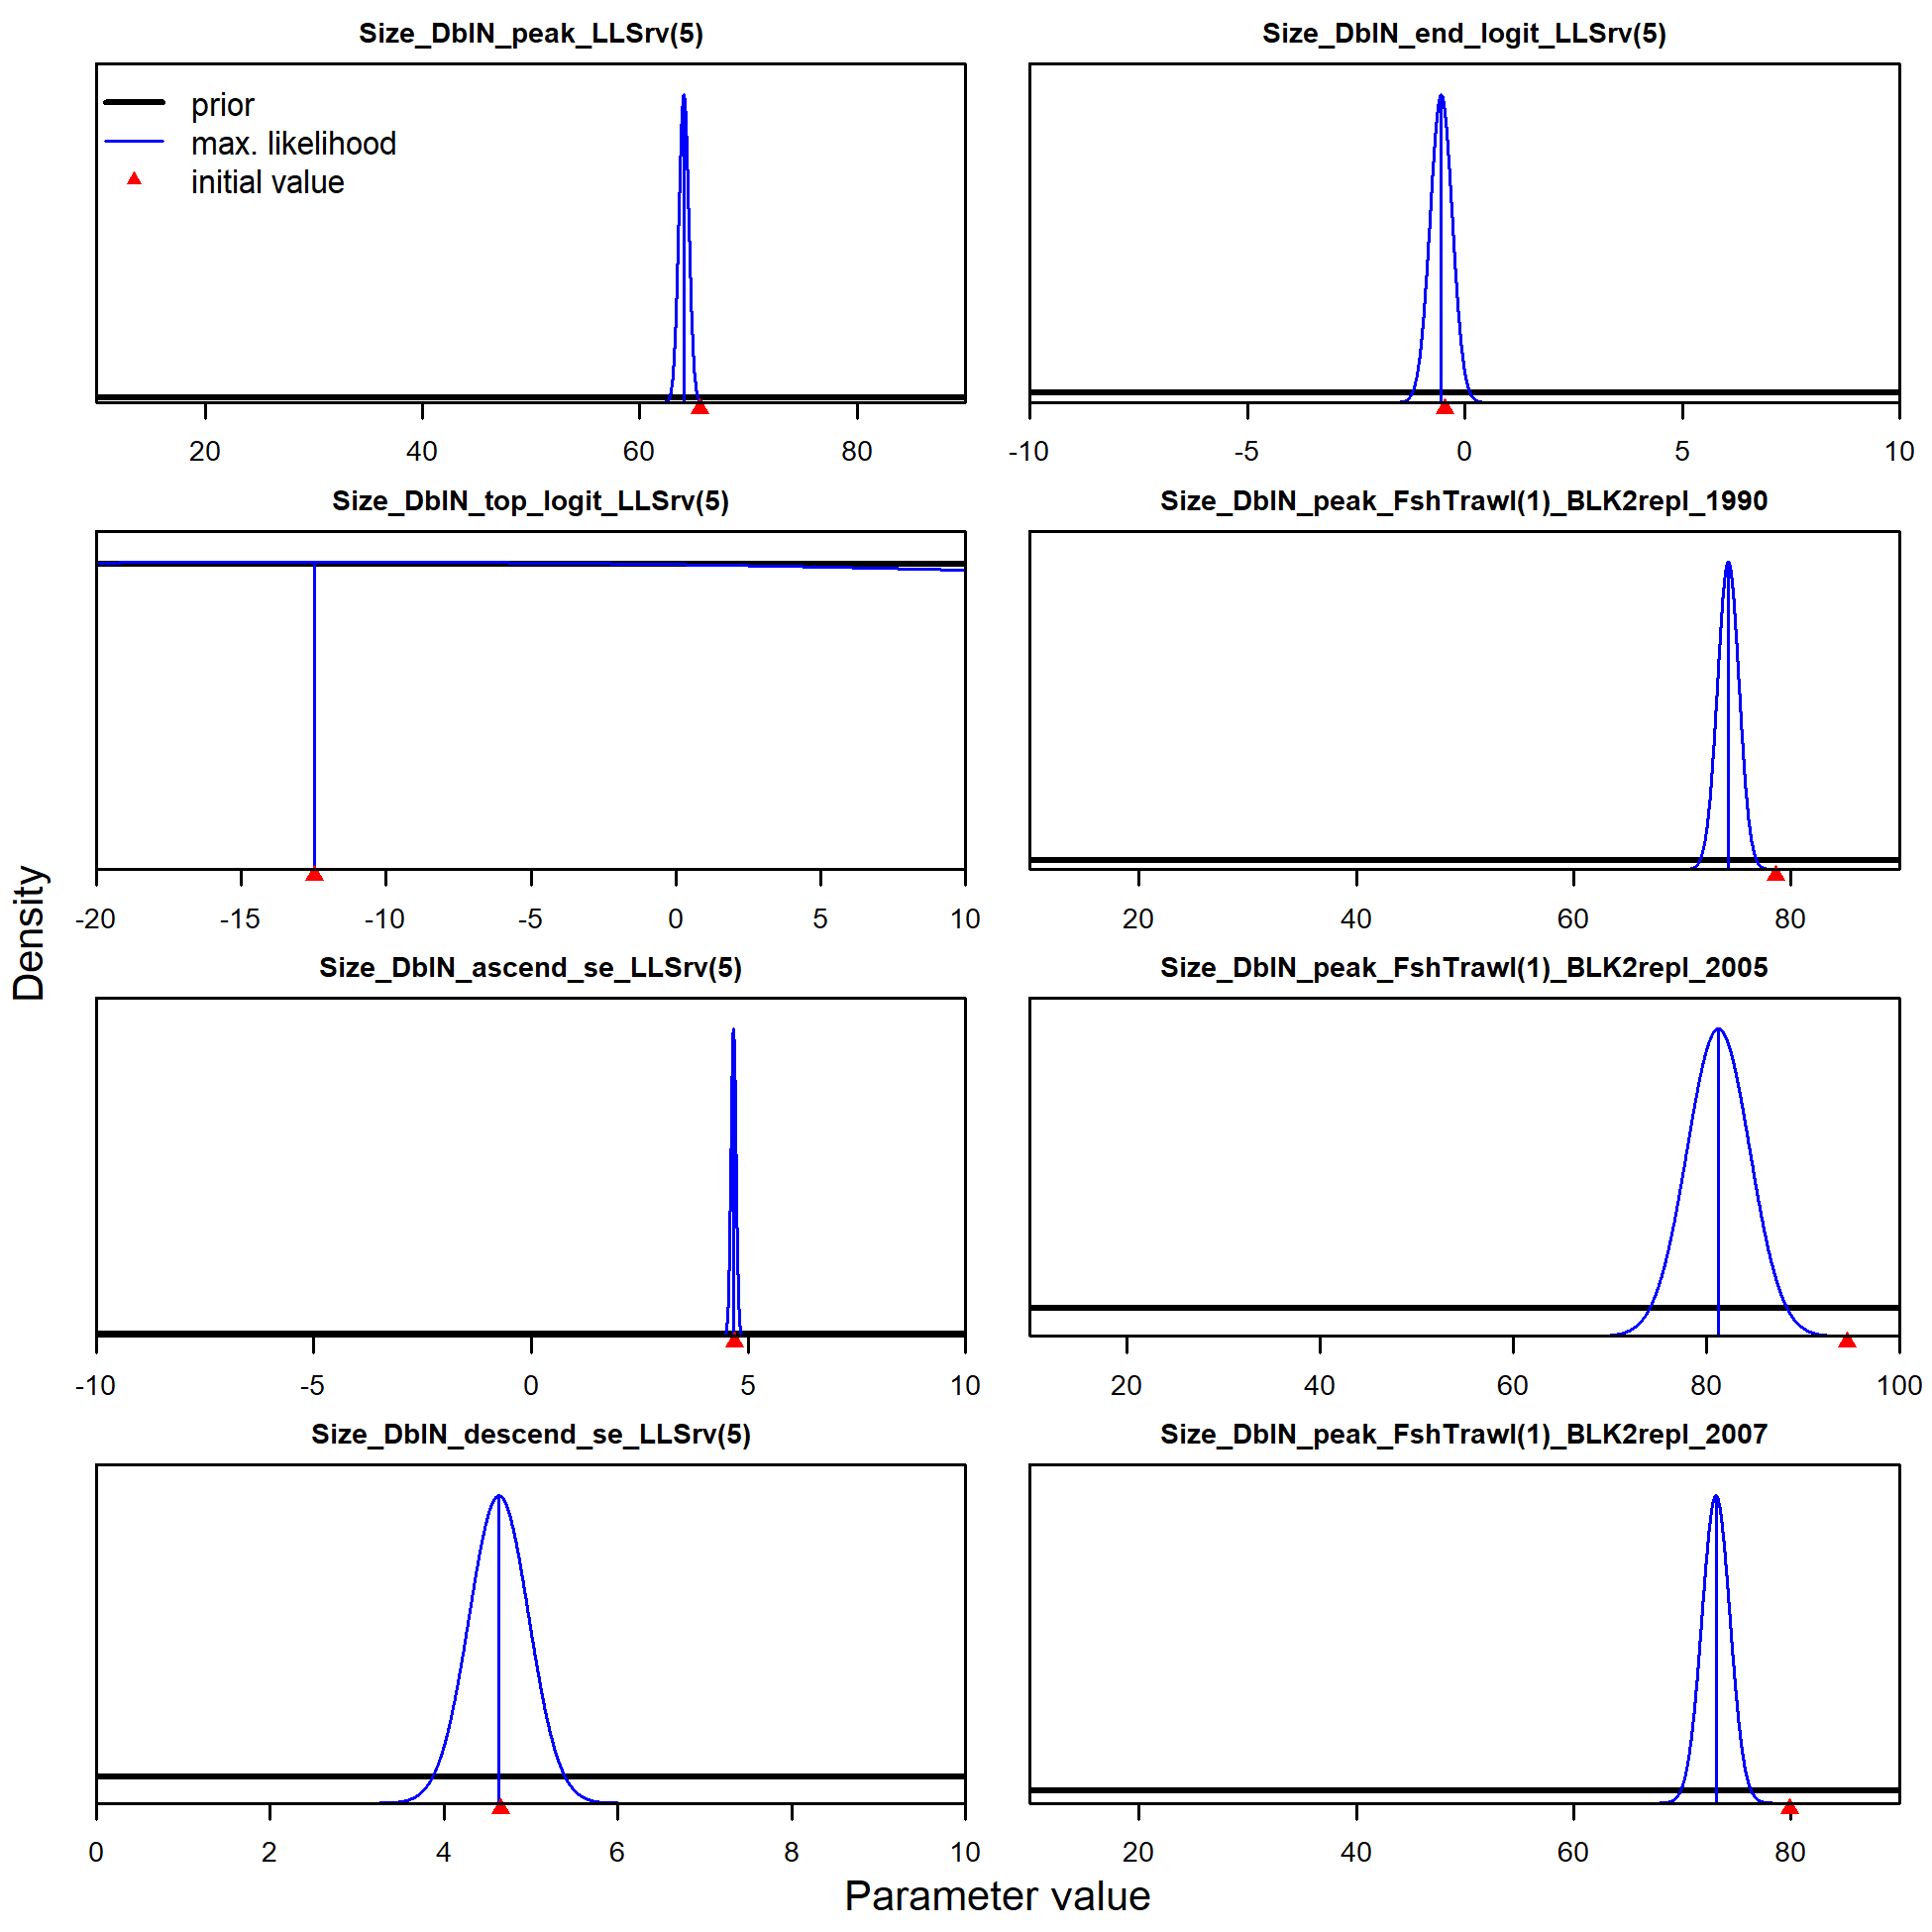 Size_DblN_peak_LLSrv(5)
prior
max. likelihood
initial value
20 40 60 80
Size_DblN_end_logit_LLSrv(5)
-10 -5 0 5 10
Size_DblN_top_logit_LLSrv(5)
-20 -15 -10 -5 0 5 10
Size_DblN_peak_FshTrawl(1)_BLK2repl_1990
20 40 60 80
Size_DblN_ascend_se_LLSrv(5)
-10 -5 0 5 10
Size_DblN_peak_FshTrawl(1)_BLK2repl_2005
20 40 60 80 100
Size_DblN_descend_se_LLSrv(5)
0 2 4 6 8 10
Size_DblN_peak_FshTrawl(1)_BLK2repl_2007
20 40 60 80
Density
Parameter value